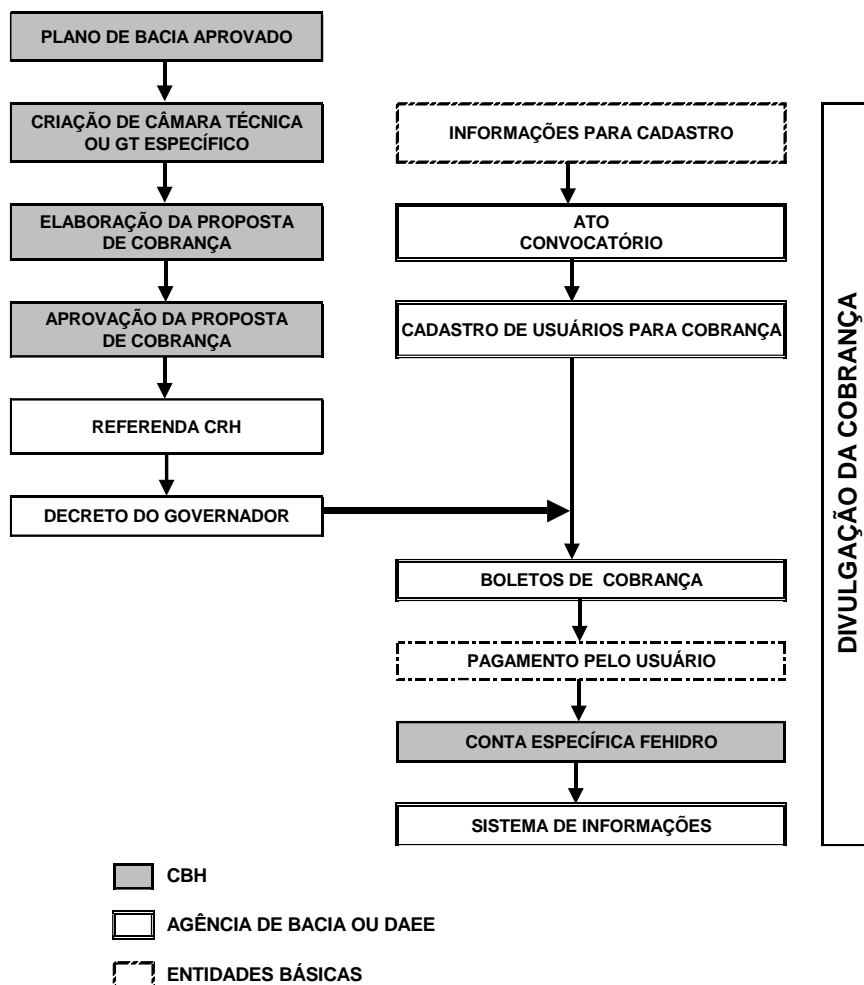 PLANO DE BACIA APROVADO
CRIAÇÃO DE CÂMARA TÉCNICA
OU GT ESPECÍFICO
ELABORAÇÃO DA PROPOSTA
DE COBRANÇA
APROVAÇÃO DA PROPOSTA
DE COBRANÇA
REFERENDA CRH
DECRETO DO GOVERNADOR
INFORMAÇÕES PARA CADASTRO
ATO
CONVOCATÓRIO
CADASTRO DE USUÁRIOS PARA COBRANÇA
BOLETOS DE COBRANÇA
PAGAMENTO PELO USUÁRIO
CONTA ESPECÍFICA FEHIDRO
SISTEMA DE INFORMAÇÕES
DIVULGAÇÃO DA COBRANÇA
CBH
AGÊNCIA DE BACIA OU DAEE
ENTIDADES BÁSICAS